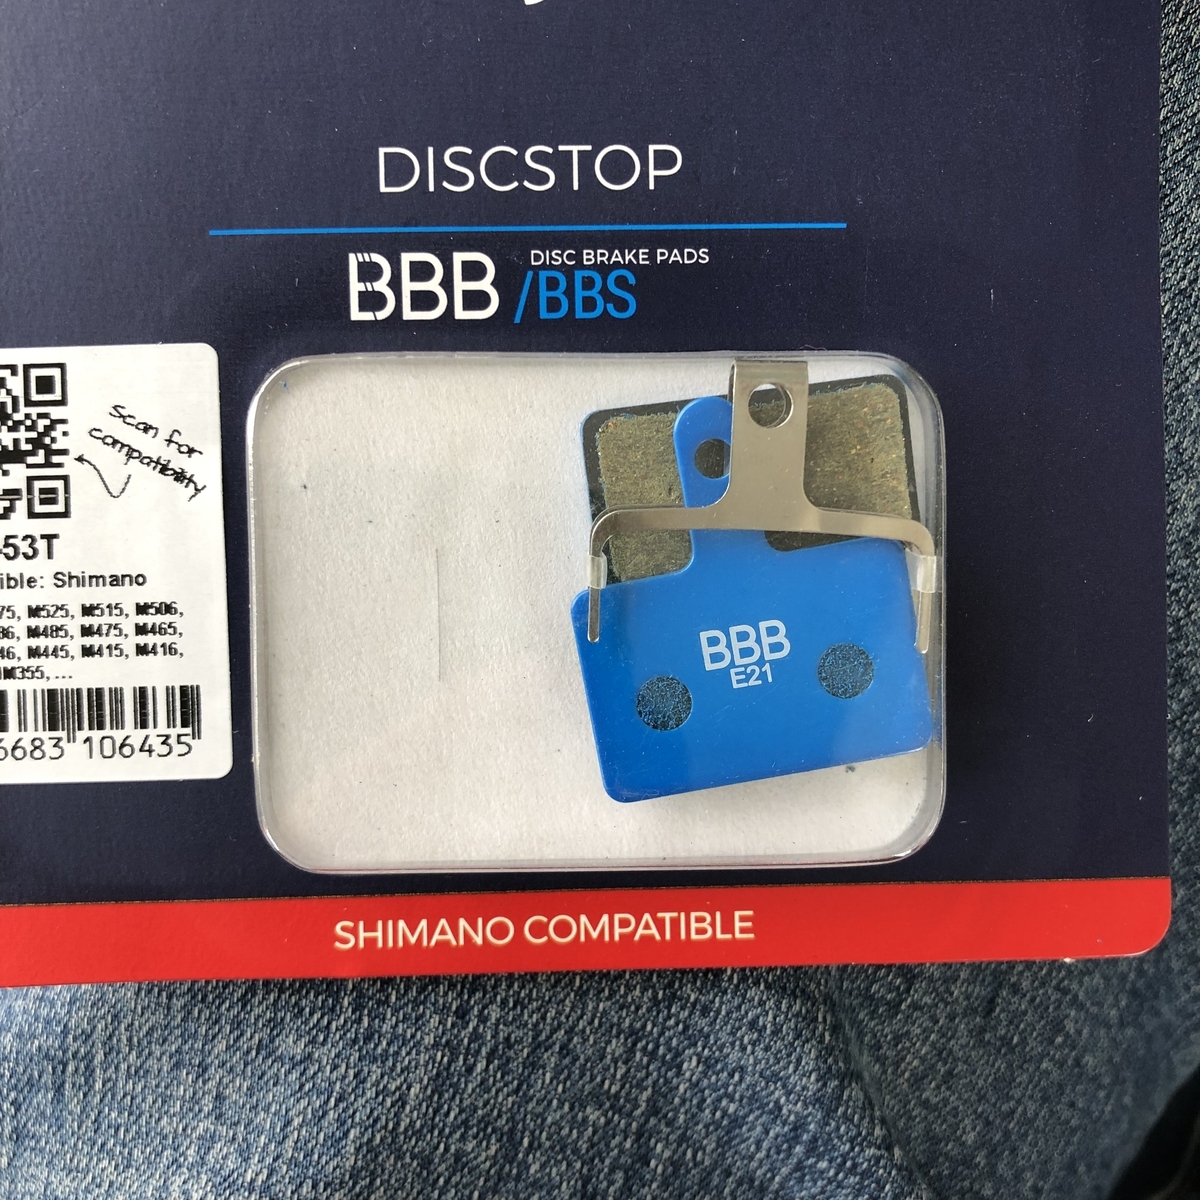 DISCSTOP
BBB
DISC BRAKE PADS
/BBS
scan for
compatibility
-53T
ible: Shimano
75, M525, M515, M506,
86, M485, M475, M465,
46, M445, M415, M416,
M355, ...
6683 106435
BBB
E21
SHIMANO COMPATIBLE